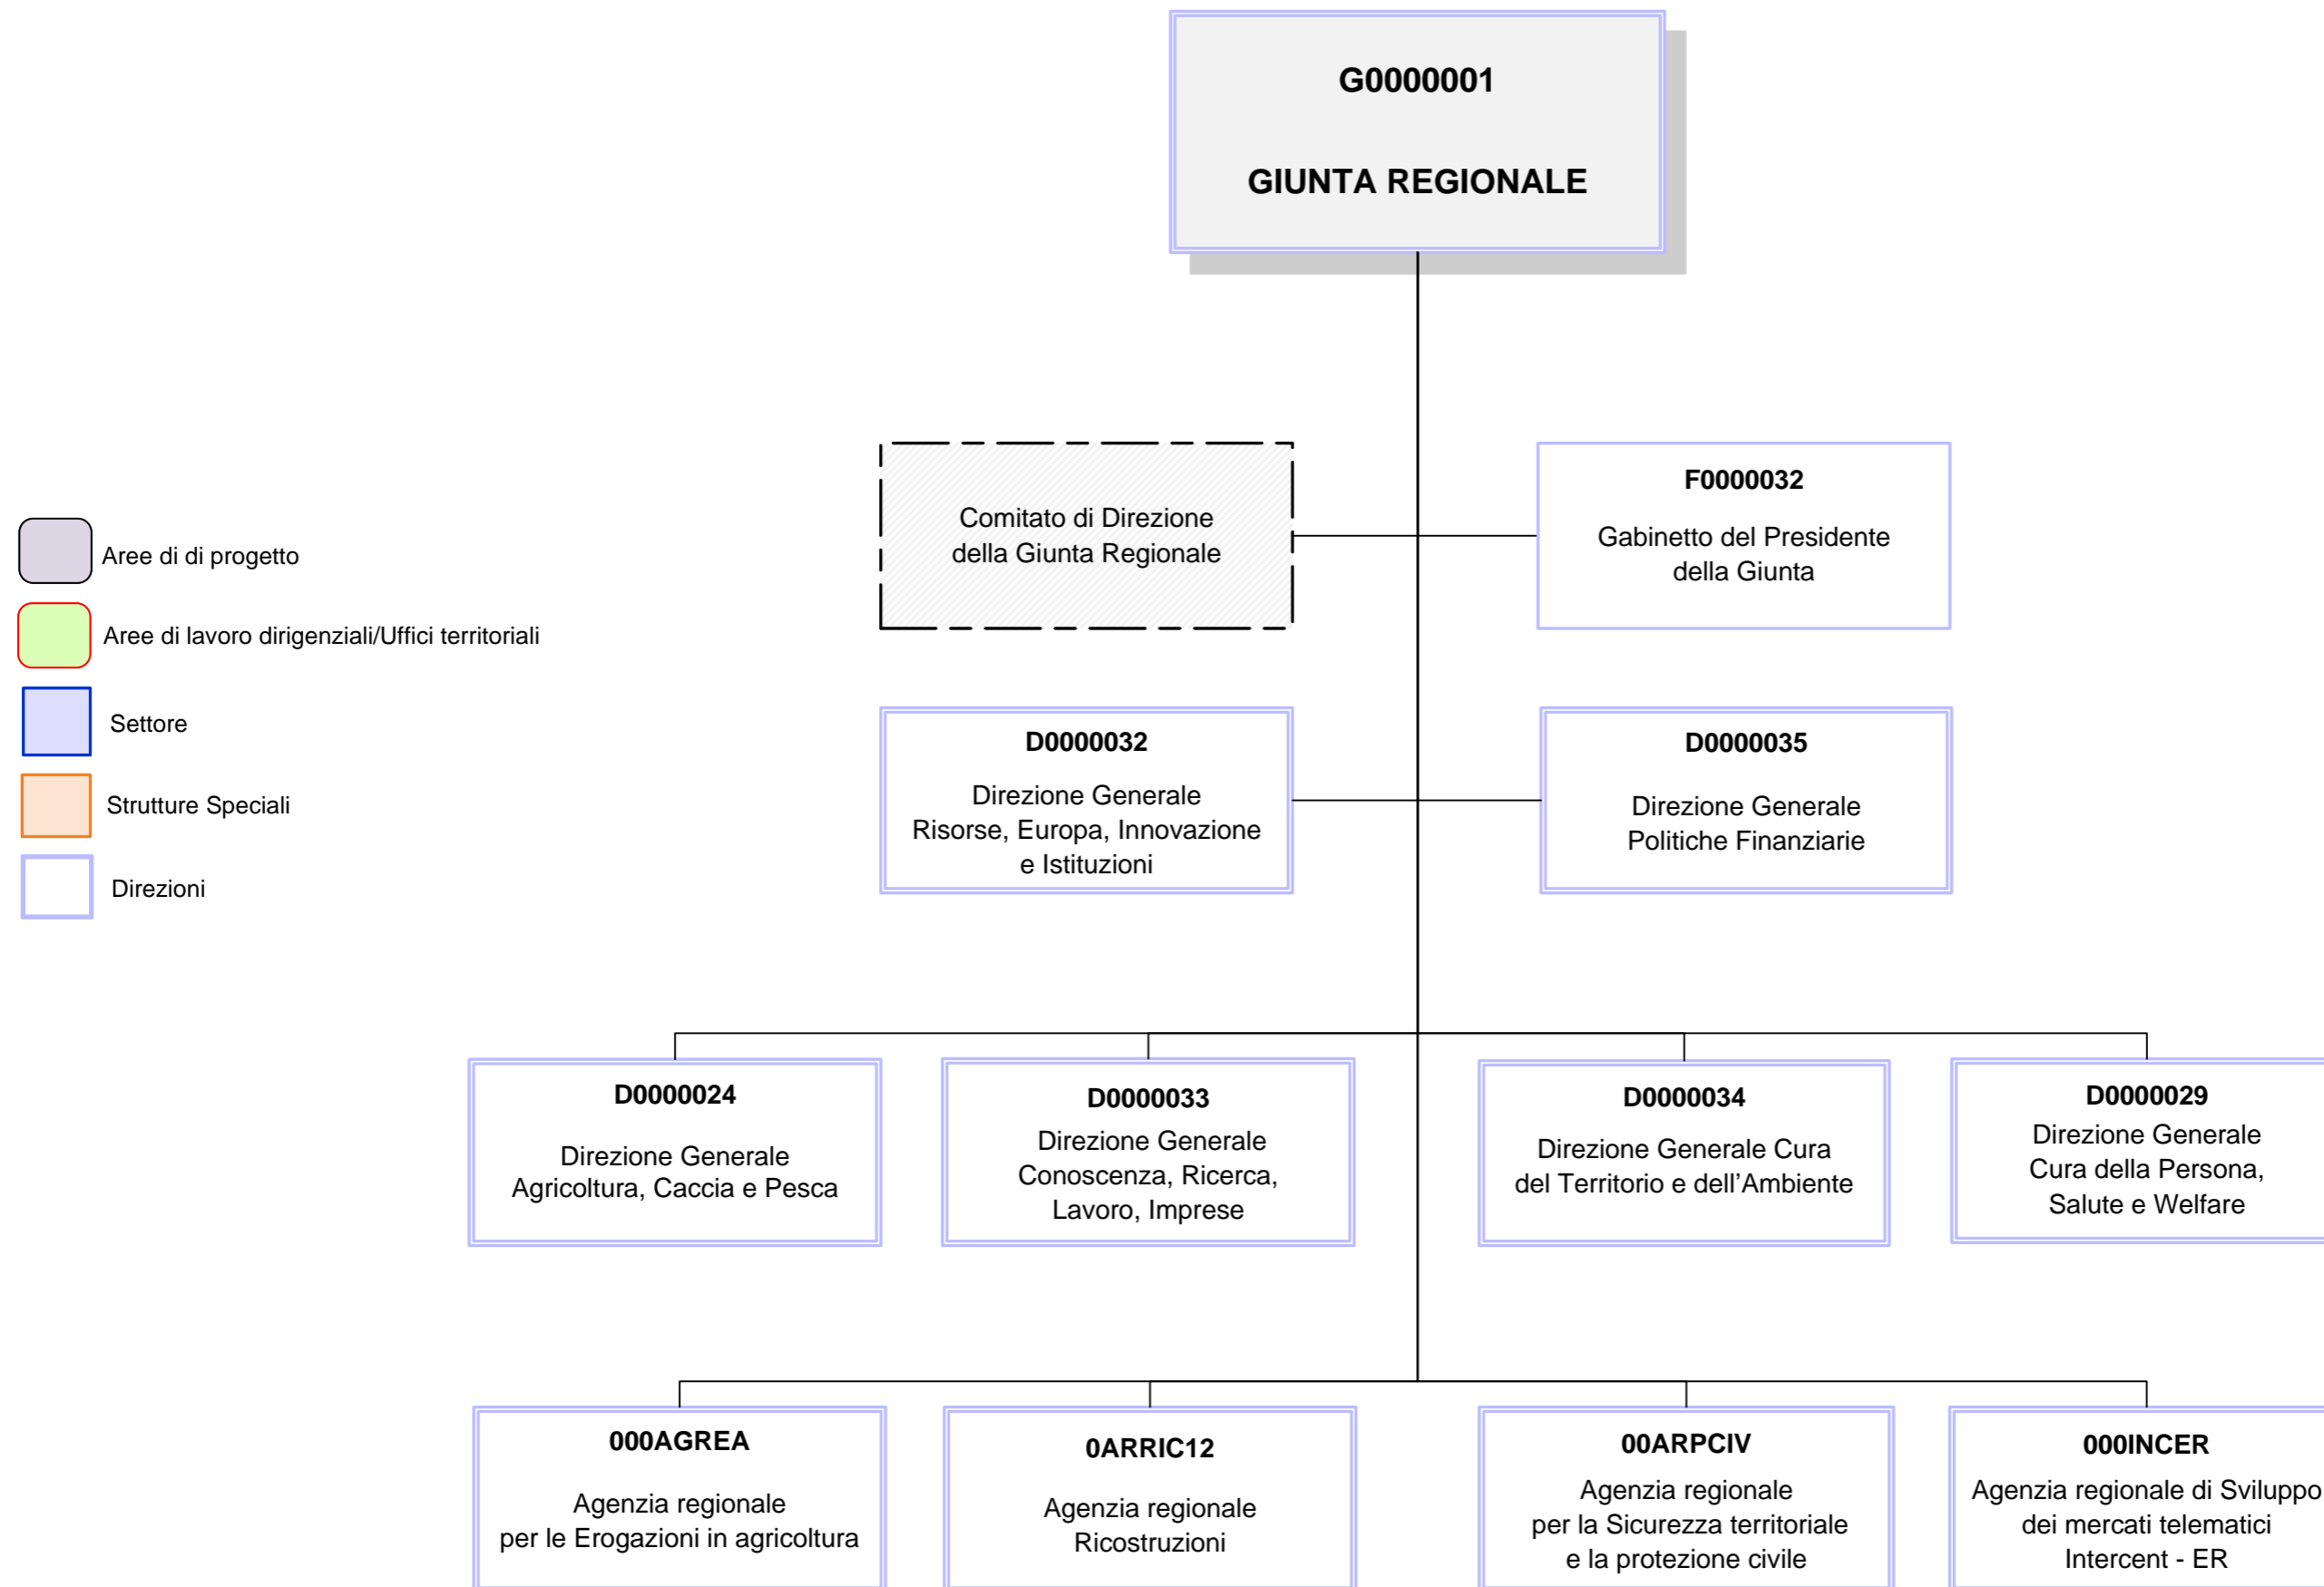 G0000001
GIUNTA REGIONALE
Comitato di Direzione
della Giunta Regionale
F0000032
Gabinetto del Presidente
della Giunta
Aree di di progetto
Aree di lavoro dirigenziali/Uffici territoriali
Settore
Strutture Speciali
Direzioni
D0000032
Direzione Generale
Risorse, Europa, Innovazione
e Istituzioni
D0000035
Direzione Generale
Politiche Finanziarie
D0000024
Direzione Generale
Agricoltura, Caccia e Pesca
D0000033
Direzione Generale
Conoscenza, Ricerca,
Lavoro, Imprese
D0000034
Direzione Generale Cura
del Territorio e dell’Ambiente
D0000029
Direzione Generale
Cura della Persona,
Salute e Welfare
000AGREA
Agenzia regionale
per le Erogazioni in agricoltura
0ARRIC12
Agenzia regionale
Ricostruzioni
00ARPCIV
Agenzia regionale
per la Sicurezza territoriale
e la protezione civile
000INCER
Agenzia regionale di Sviluppo
dei mercati telematici
Intercent - ER